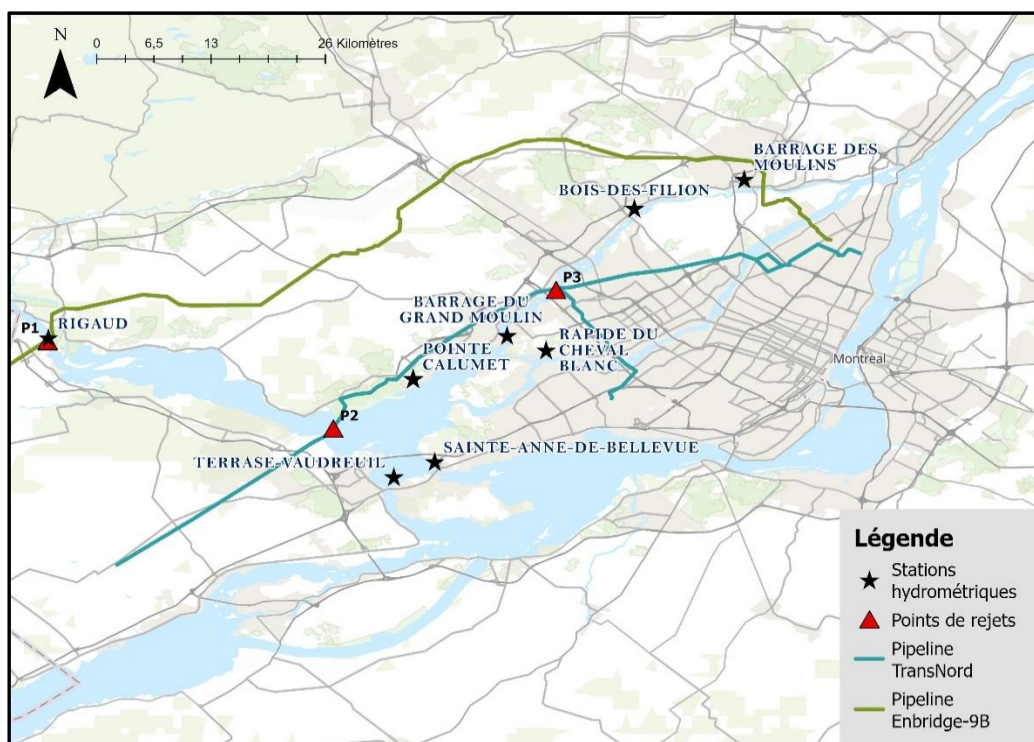 N
0 6,5 13 26 Kilomètres
BARRAGE DES
MOULINS
BOIS-DES-FILION
P3
BARRAGE DU
GRAND MOULIN
P1
RIGAUD
RAPIDE DU
CHEVAL
BLANC
POINTE
CALUMET
Montreal
P2
SAINTE-ANNE-DE-BELLEVUE
TERRASE-VAUDREUIL
Légende
Stations
hydrométriques
Points de rejets
Pipeline
TransNord
Pipeline
Enbridge-9B